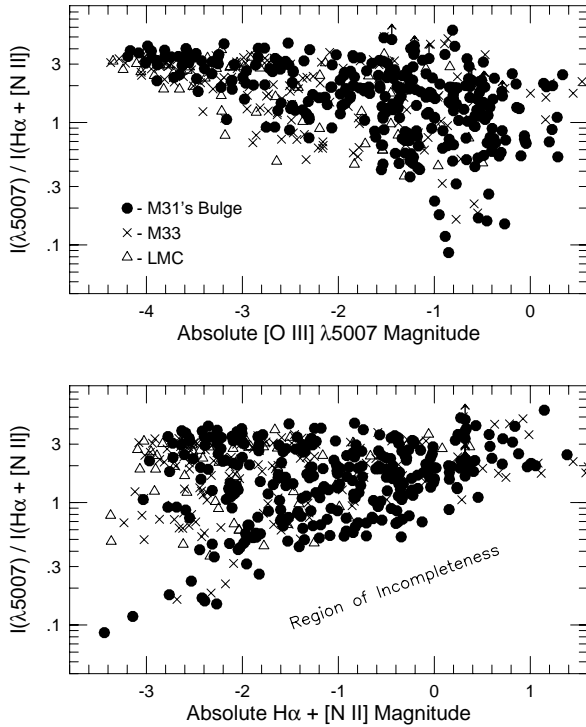 I(λ5007) / I(Hα + [N II])
3
1
.3
.1
● - M31's Bulge
× - M33
△ - LMC
-4 -3 -2 -1 0
Absolute [O III] λ5007 Magnitude
I(λ5007) / I(Hα + [N II])
3
1
.3
.1
Region of Incompleteness
-3 -2 -1 0 1
Absolute Hα + [N II] Magnitude